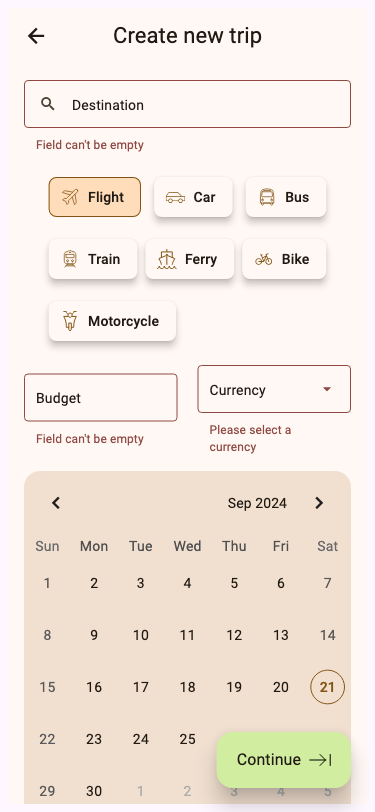 Create new trip
Destination
Field can't be empty
Flight
Car
Bus
Train
Ferry
Bike
Motorcycle
Budget
Currency
Field can't be empty
Please select a
currency
Sep 2024
Sun Mon Tue Wed Thu Fri Sat
1 2 3 4 5 6 7
8 9 10 11 12 13 14
15 16 17 18 19 20 21
22 23 24 25
Continue
29 30 1 2 3 4 5